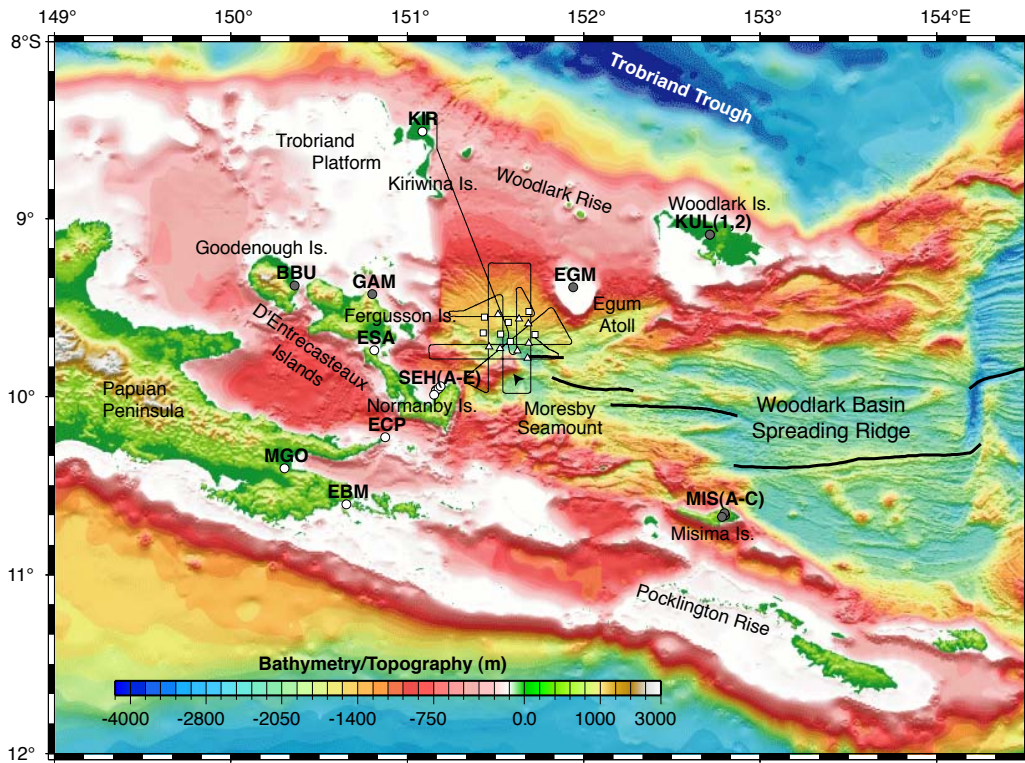 149° 150° 151° 152° 153° 154°E
8°S
Trobriand Trough
KIR
Trobriand
Platform
Kiriwina Is.
Woodlark Rise
Woodlark Is.
KUL(1,2)
9°
Goodenough Is.
BBU
GAM
EGM
Fergusson Is.
Egum
Atoll
ESA
D'Entrecasteaux
Islands
SEH(A-E)
10°
Papuan
Peninsula
Normanby Is.
Moresby
Seamount
Woodlark Basin
Spreading Ridge
ECP
MGO
EBM
MIS(A-C)
Misima Is.
11°
Pocklington Rise
Bathymetry/Topography (m)
-4000 -2800 -2050 -1400 -750 0.0 1000 3000
12°